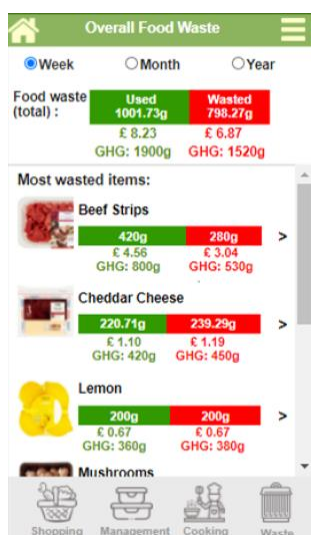 Overall Food Waste
Week Month Year
Food waste (total) :
Used 1001.73g
Wasted 798.27g
£ 8.23 £ 6.87
GHG: 1900g GHG: 1520g
Most wasted items:
Beef Strips
420g 280g >
£ 4.56 £ 3.04
GHG: 800g GHG: 530g
Cheddar Cheese
220.71g 239.29g >
£ 1.10 £ 1.19
GHG: 420g GHG: 450g
Lemon
200g 200g >
£ 0.67 £ 0.67
GHG: 360g GHG: 380g
Mushrooms
Shopping Management Cooking Waste